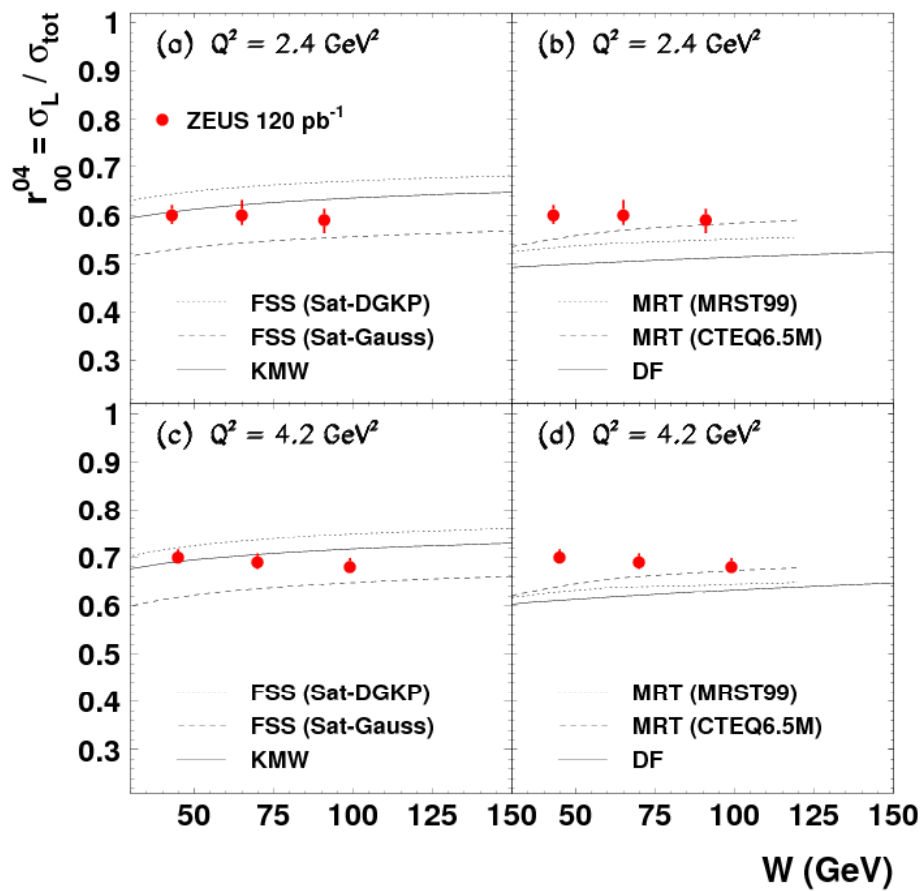 r₀₀⁰⁴ = σ_L / σ_tot
1
0.9
0.8
0.7
0.6
0.5
0.4
0.3
(a) Q² = 2.4 GeV²
ZEUS 120 pb⁻¹
FSS (Sat-DGKP)
FSS (Sat-Gauss)
KMW
(b) Q² = 2.4 GeV²
MRT (MRST99)
MRT (CTEQ6.5M)
DF
1
0.9
0.8
0.7
0.6
0.5
0.4
0.3
(c) Q² = 4.2 GeV²
FSS (Sat-DGKP)
FSS (Sat-Gauss)
KMW
(d) Q² = 4.2 GeV²
MRT (MRST99)
MRT (CTEQ6.5M)
DF
50 75 100 125 150 50 75 100 125 150
W (GeV)